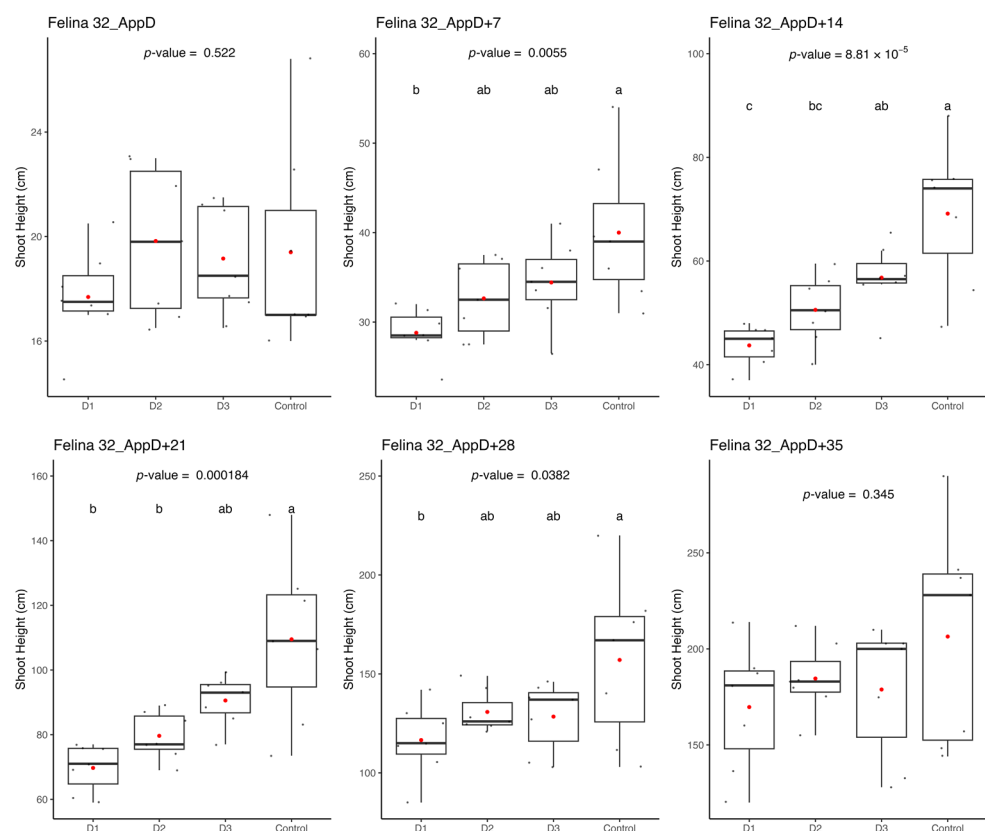 Felina 32_AppD
p-value = 0.522
Shoot Height (cm)
24
20
16
D1 D2 D3 Control
Felina 32_AppD+7
p-value = 0.0055
b ab ab a
Shoot Height (cm)
60
50
40
30
D1 D2 D3 Control
Felina 32_AppD+14
p-value = 8.81 × 10⁻⁵
c bc ab a
Shoot Height (cm)
100
80
60
40
D1 D2 D3 Control
Felina 32_AppD+21
p-value = 0.000184
b b ab a
Shoot Height (cm)
160
140
120
100
80
60
D1 D2 D3 Control
Felina 32_AppD+28
p-value = 0.0382
b ab ab a
Shoot Height (cm)
250
200
150
100
D1 D2 D3 Control
Felina 32_AppD+35
p-value = 0.345
Shoot Height (cm)
250
200
150
D1 D2 D3 Control